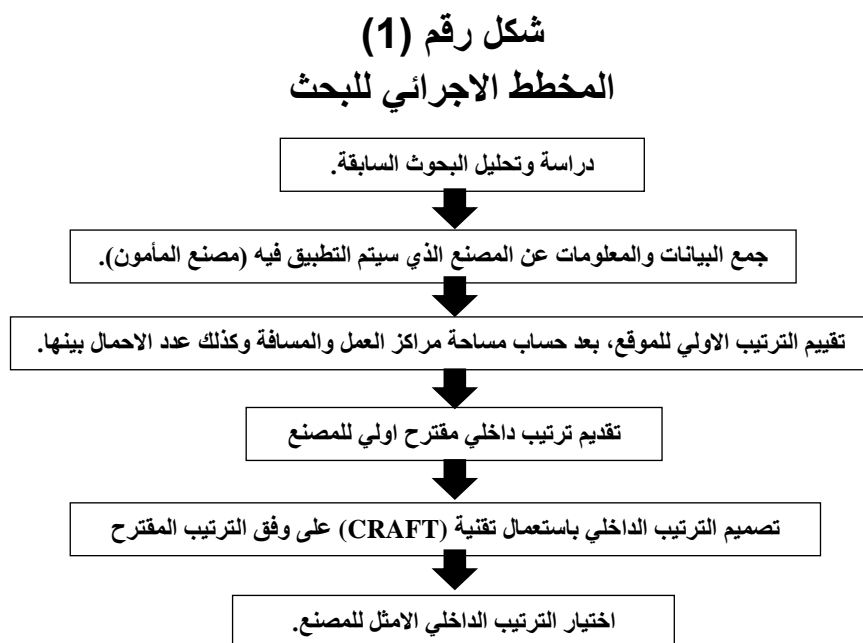 شكل رقم (1)
المخطط الاجرائي للبحث
دراسة وتحليل البحوث السابقة.
جمع البيانات والمعلومات عن المصنع الذي سيتم التطبيق فيه (مصنع المأمون).
تقييم الترتيب الاولي للموقع، بعد حساب مساحة مراكز العمل والمسافة وكذلك عدد الاحمال بينها.
تقديم ترتيب داخلي مقترح اولي للمصنع
تصميم الترتيب الداخلي باستعمال تقنية (CRAFT) على وفق الترتيب المقترح
اختيار الترتيب الداخلي الامثل للمصنع.